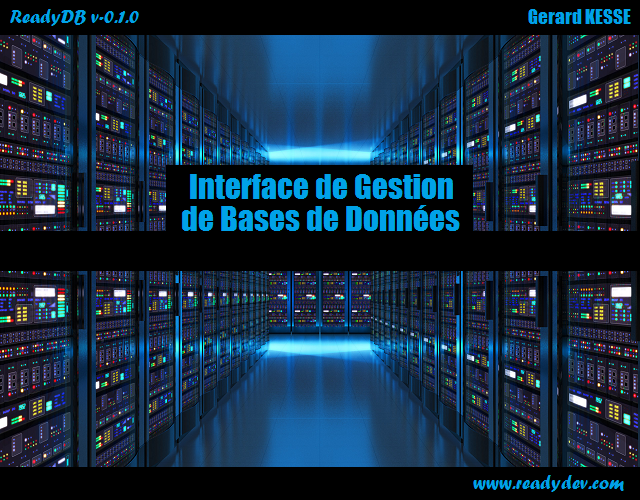 ReadyDB v-0.1.0
Gerard KESSE
Interface de Gestion
de Bases de Données
www.readydev.com